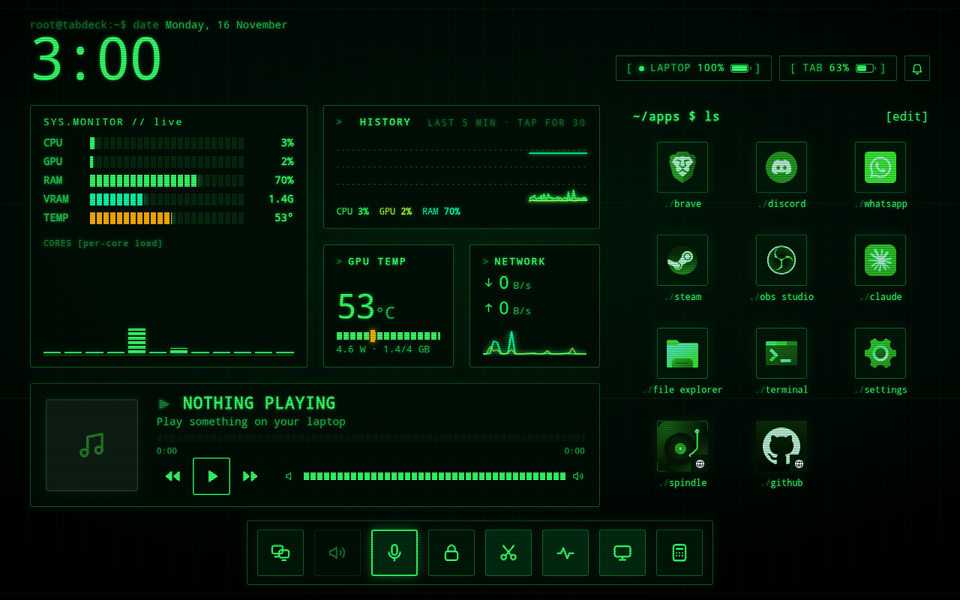 root@tabdeck:~$ date Monday, 16 November
3:00
[ ● LAPTOP 100% ]
[ TAB 63% ]
SYS.MONITOR // live
CPU 3%
GPU 2%
RAM 70%
VRAM 1.4G
TEMP 53°
CORES [per-core load]
> HISTORY LAST 5 MIN · TAP FOR 30
CPU 3% GPU 2% RAM 70%
> GPU TEMP
53°C
4.6 W · 1.4/4 GB
> NETWORK
↓ 0 B/s
↑ 0 B/s
► NOTHING PLAYING
Play something on your laptop
0:00 0:00
~/apps $ ls [edit]
./brave ./discord ./whatsapp
./steam ./obs studio ./claude
./file explorer ./terminal ./settings
./spindle ./github